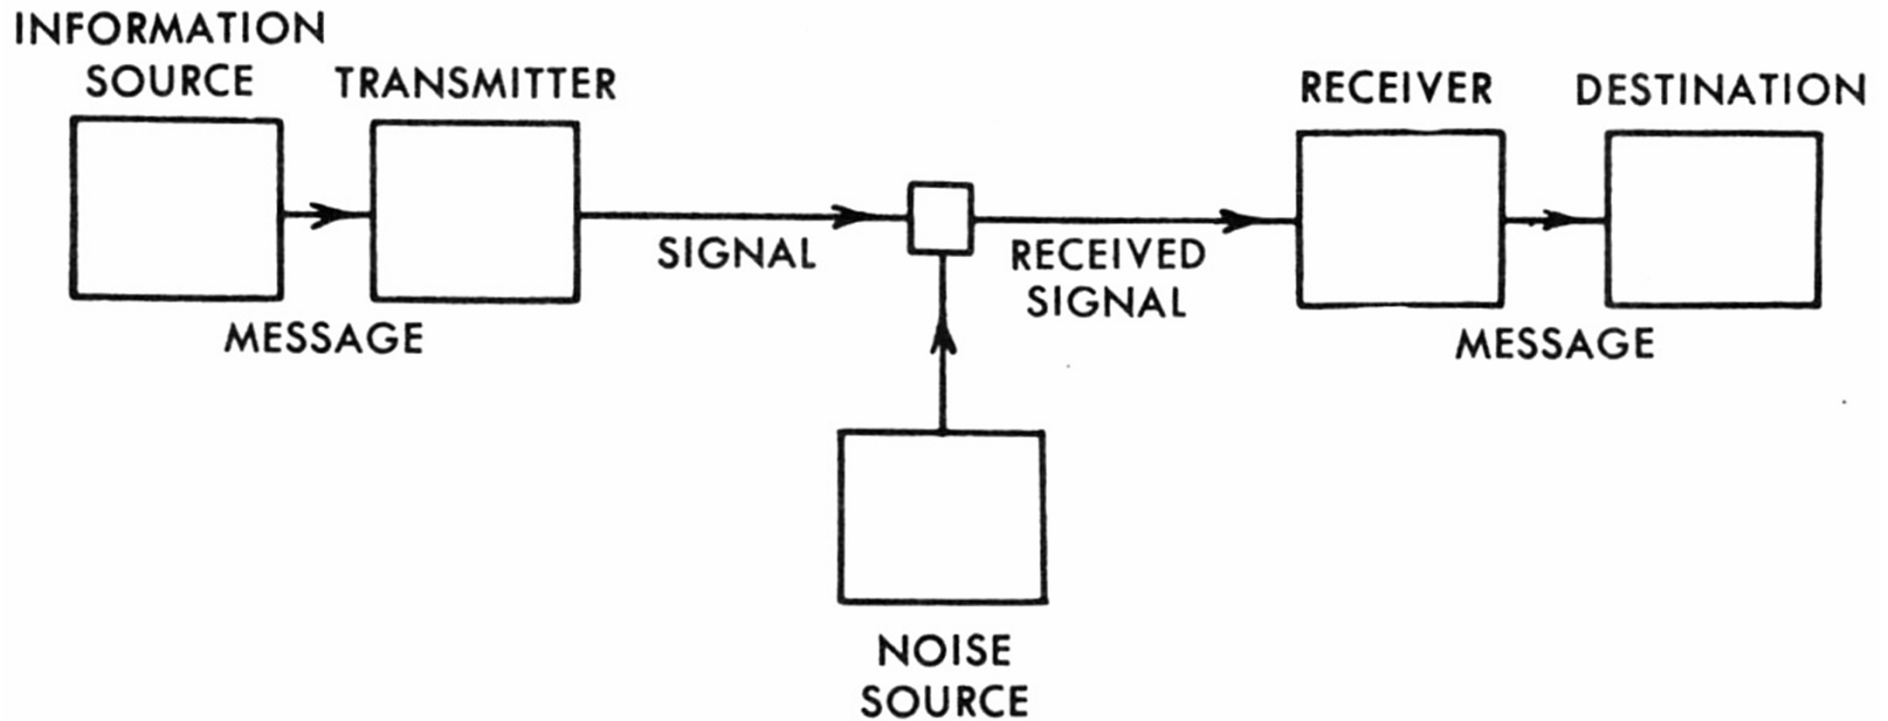 INFORMATION
SOURCE
TRANSMITTER
RECEIVER
DESTINATION
SIGNAL
RECEIVED
SIGNAL
MESSAGE
MESSAGE
NOISE
SOURCE